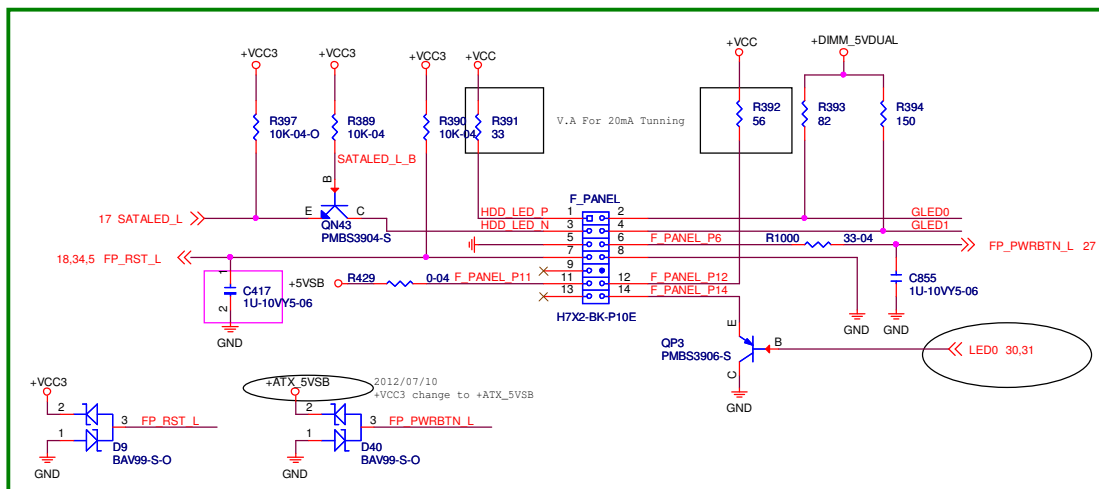 +VCC3 +VCC3 +VCC3 +VCC +VCC +DIMM_5VDUAL
R397
10K-04-O
R389
10K-04
R390
10K-04
R391
33
V.A For 20mA Tunning
R392
56
R393
82
R394
150
SATALED_L_B
B
17 SATALED_L
E C
QN43
PMBS3904-S
F_PANEL
HDD_LED_P 1 2 GLED0
HDD_LED_N 3 4 GLED1
5 6 F_PANEL_P6
R1000 33-04
FP_PWRBTN_L 27
18,34,5 FP_RST_L
7 8
9
+5VSB R429 0-04 F_PANEL_P11 11 12 F_PANEL_P12
13 14 F_PANEL_P14
H7X2-BK-P10E
1
C417
1U-10VY5-06
2
GND
C855
1U-10VY5-06
GND GND
E
QP3
PMBS3906-S
B
C
GND
LED0 30,31
+VCC3
2
3 FP_RST_L
1
D9
BAV99-S-O
GND
+ATX_5VSB
2012/07/10
+VCC3 change to +ATX_5VSB
2
3 FP_PWRBTN_L
1
D40
BAV99-S-O
GND